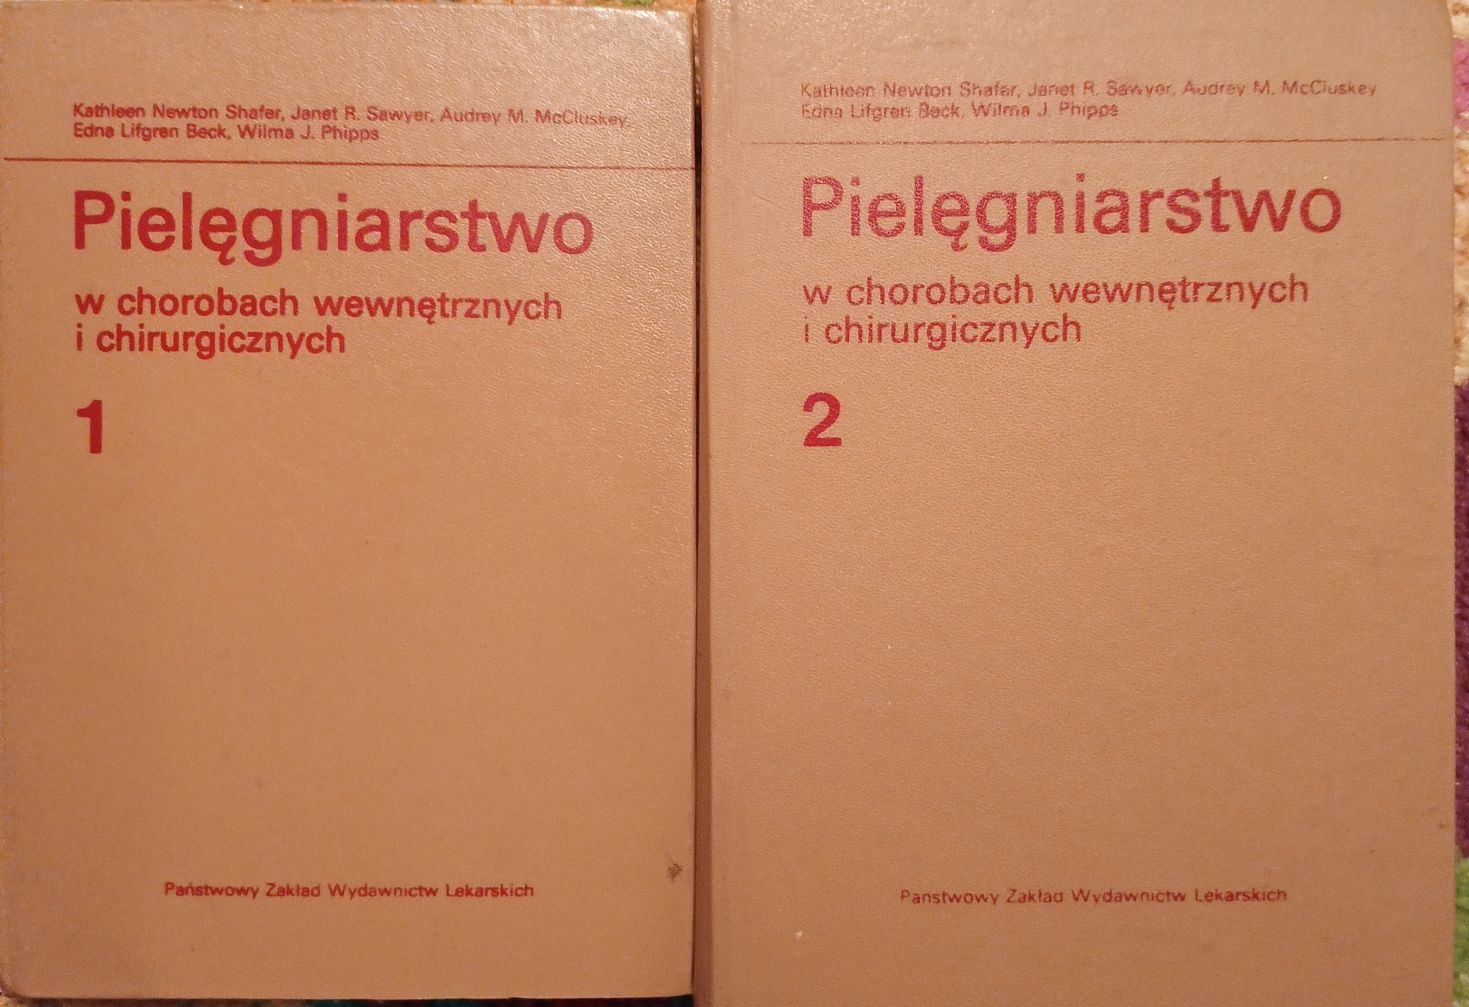 Kathleen Newton Shafer, Janet R. Sawyer, Audrey M. McCluskey,
Edna Lifgren Beck, Wilma J. Phipps
Pielęgniarstwo
w chorobach wewnętrznych
i chirurgicznych
1
Państwowy Zakład Wydawnictw Lekarskich
Kathleen Newton Shafer, Janet R. Sawyer, Audrey M. McCluskey
Edna Lifgren Beck, Wilma J. Phipps
Pielęgniarstwo
w chorobach wewnętrznych
i chirurgicznych
2
Państwowy Zakład Wydawnictw Lekarskich